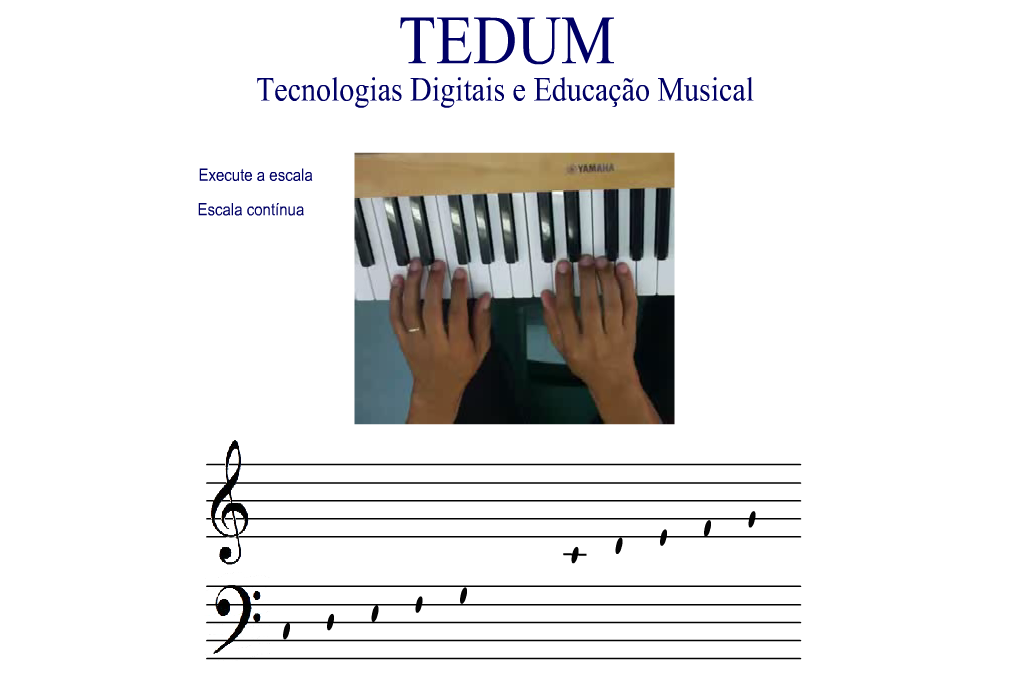 TEDUM
Tecnologias Digitais e Educação Musical
Execute a escala
Escala contínua
YAMAHA